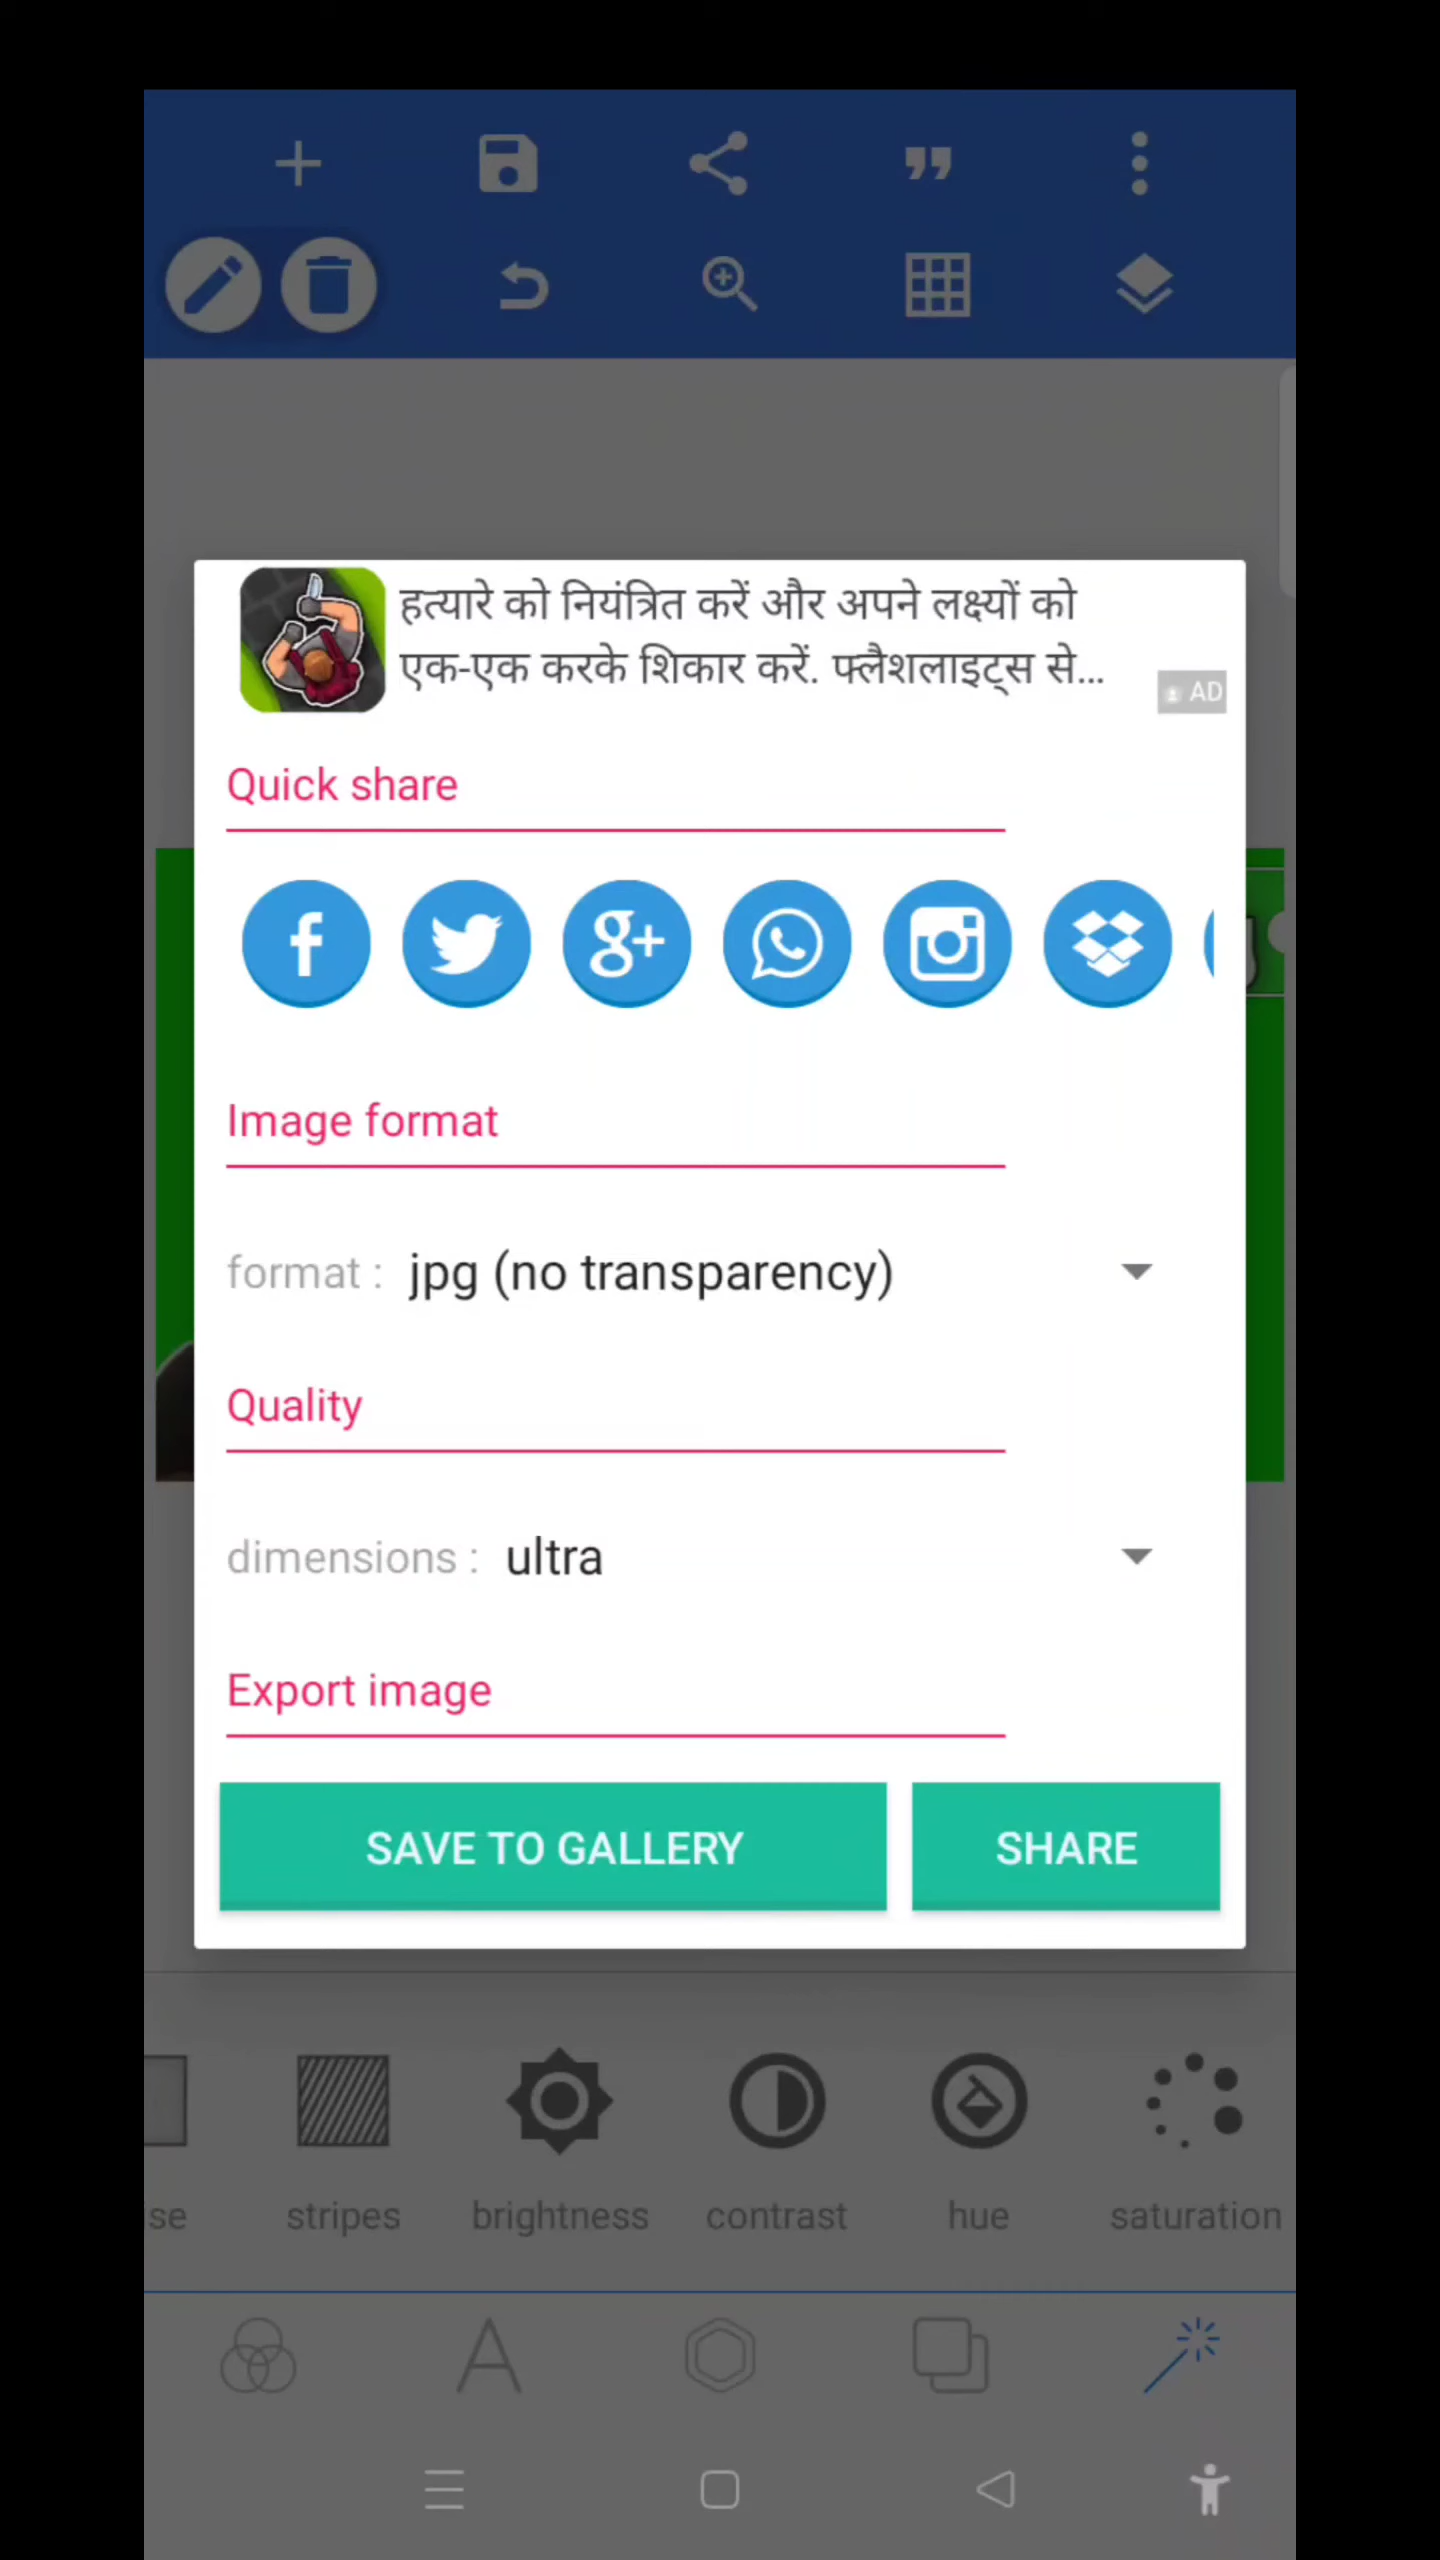 हत्यारे को नियंत्रित करें और अपने लक्ष्यों को
एक-एक करके शिकार करें. फ्लैशलाइट्स से...
AD
Quick share
Image format
format : jpg (no transparency)
Quality
dimensions : ultra
Export image
SAVE TO GALLERY SHARE
se stripes brightness contrast hue saturation